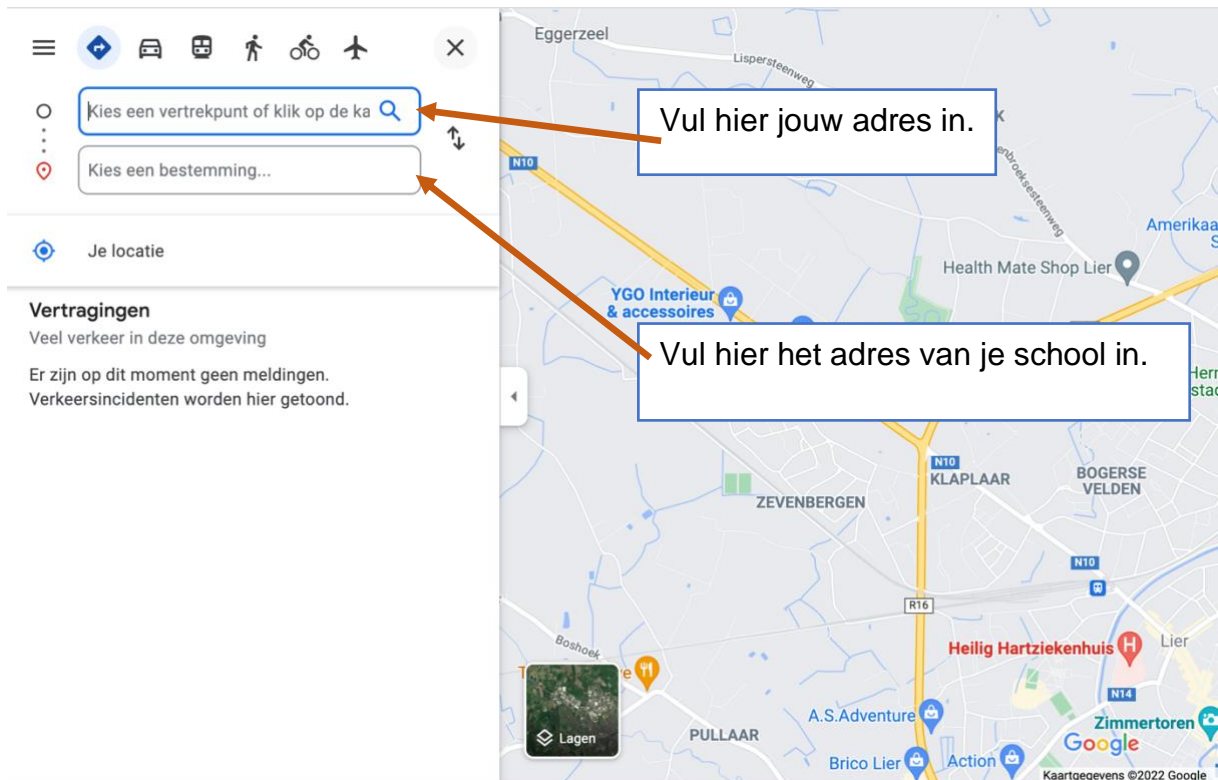 Kies een vertrekpunt of klik op de ka
Kies een bestemming...
Je locatie
Vertragingen
Veel verkeer in deze omgeving
Er zijn op dit moment geen meldingen.
Verkeersincidenten worden hier getoond.
Vul hier jouw adres in.
Vul hier het adres van je school in.
Eggerzeel
Lispersteenweg
N10
Amerikaa
Health Mate Shop Lier
YGO Interieur
& accessoires
N10
KLAPLAAR
BOGERSE
VELDEN
ZEVENBERGEN
N10
R16
Boshoek
Heilig Hartziekenhuis
H
Lier
N14
A.S.Adventure
Zimmertoren
PULLAAR
Lagen
Google
Brico Lier
Action
Kaartgegevens ©2022 Google